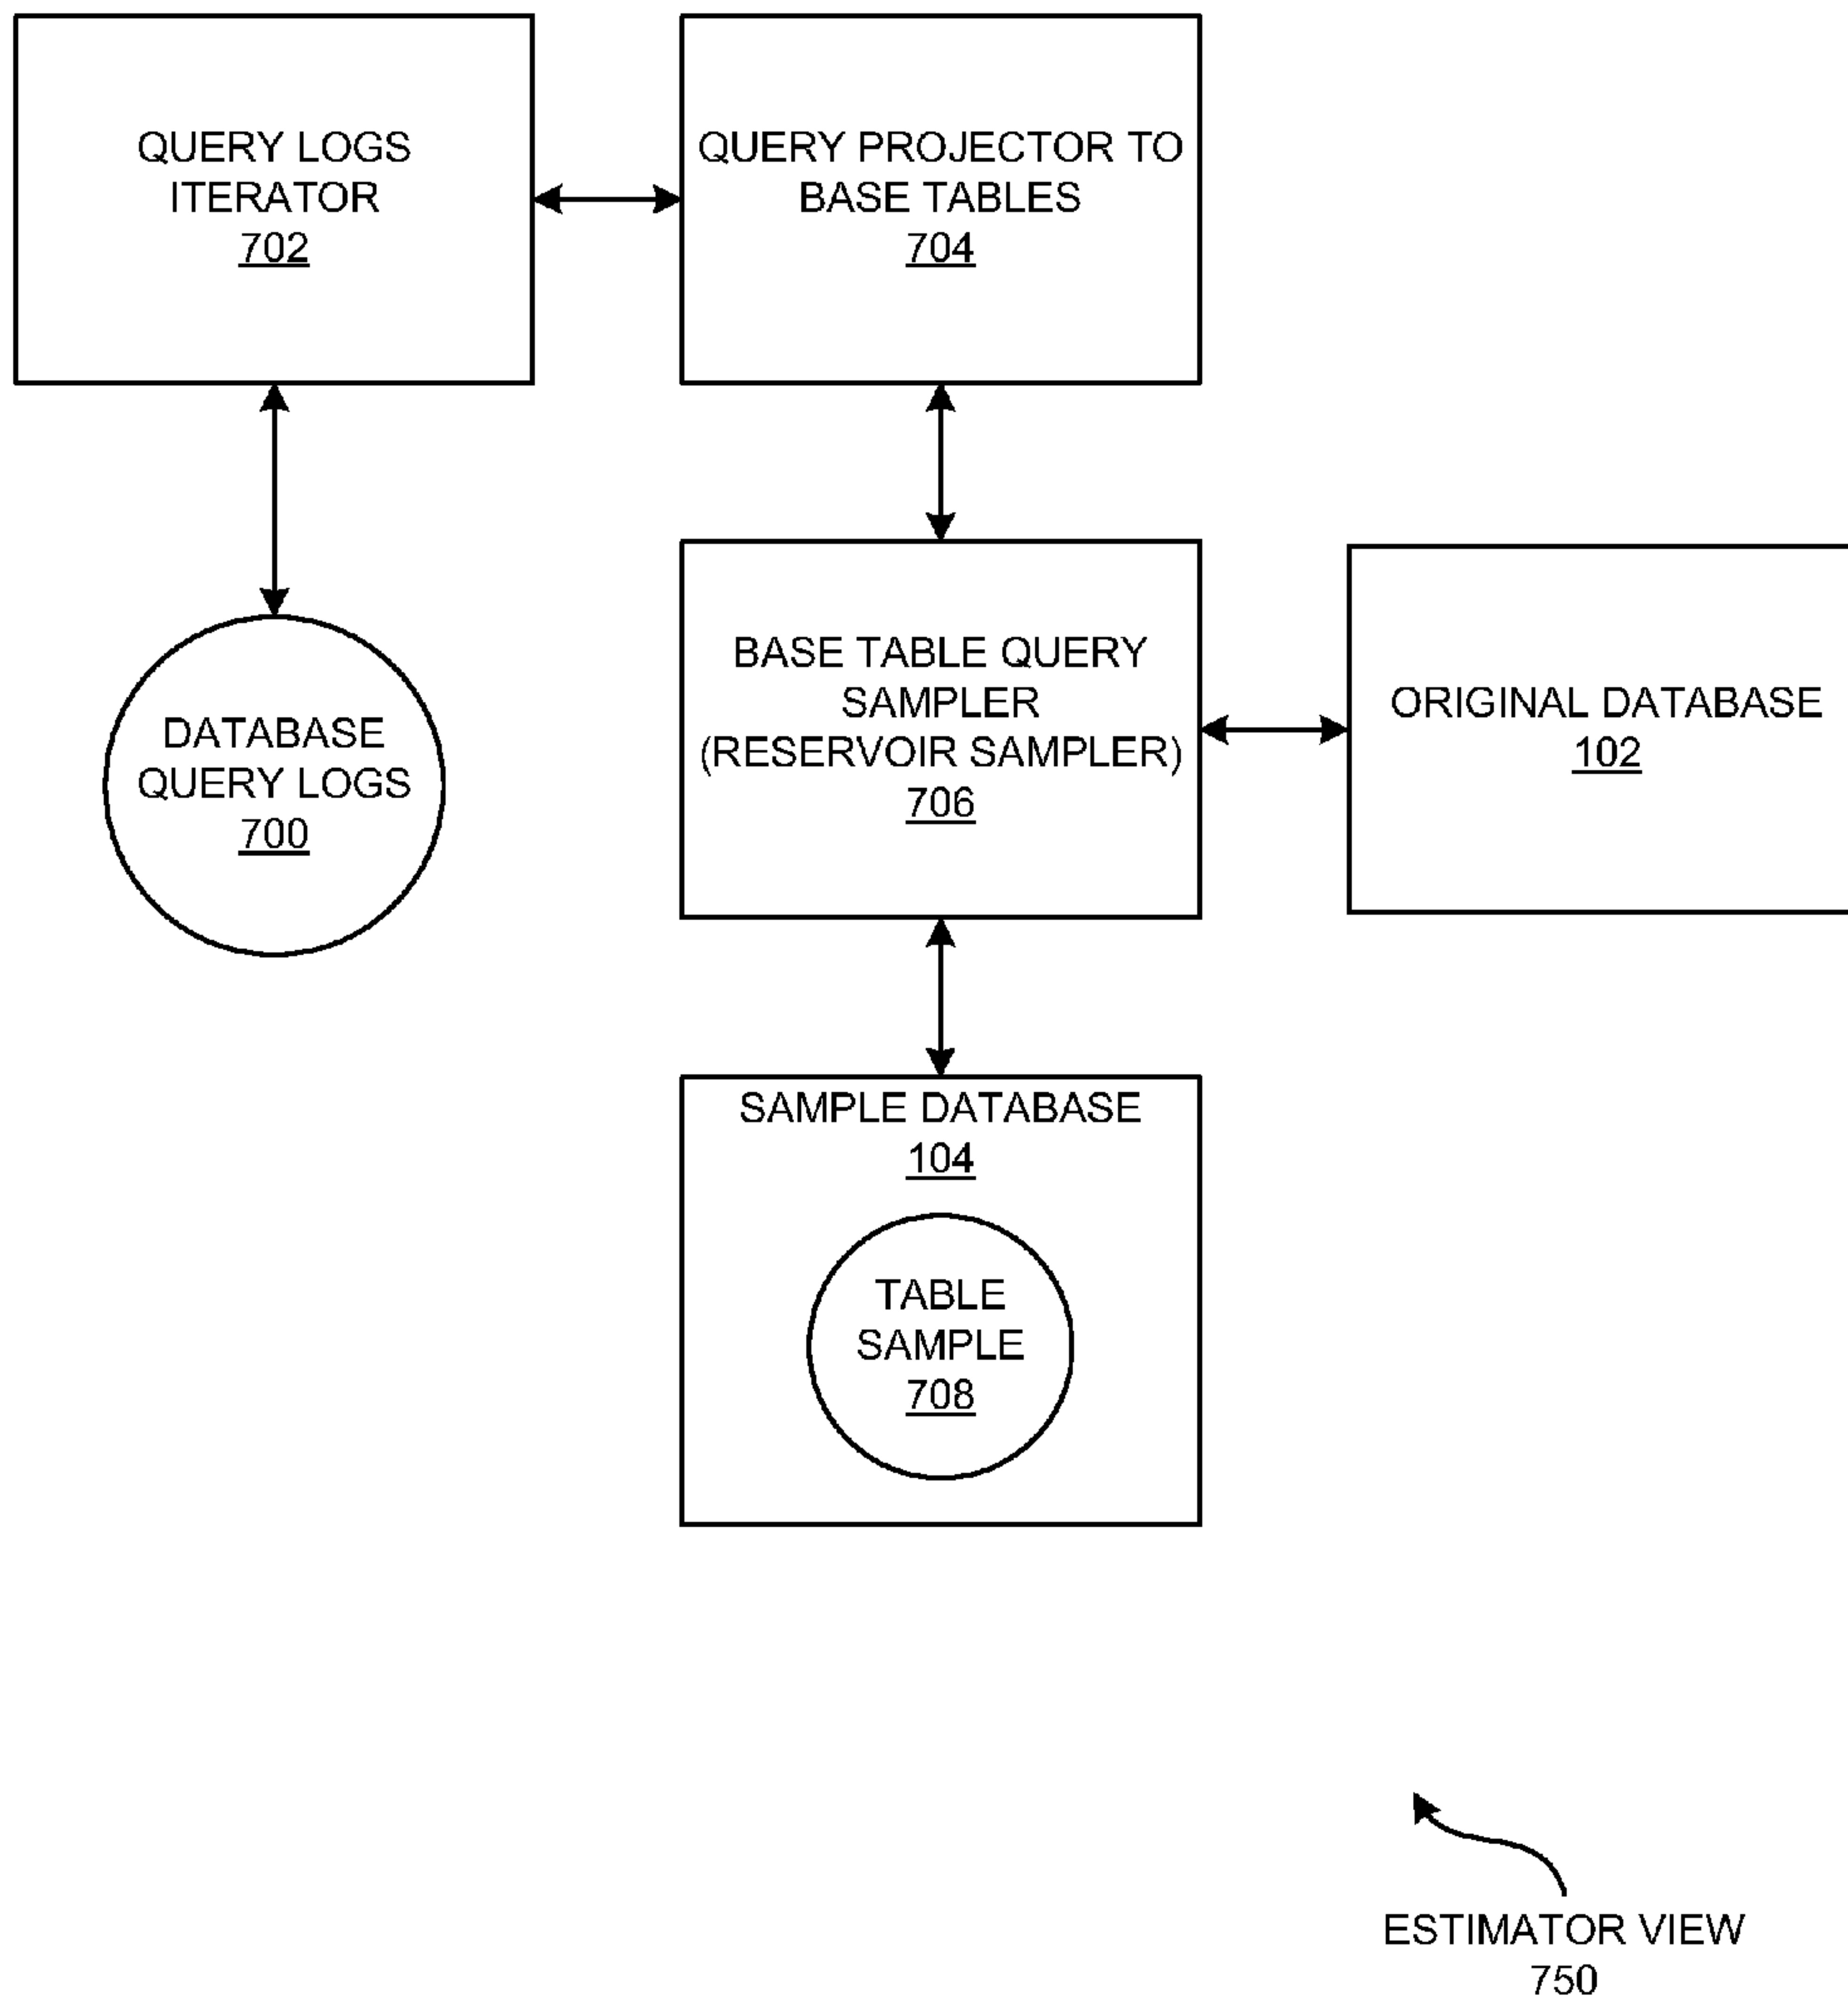 QUERY LOGS
ITERATOR
702
QUERY PROJECTOR TO
BASE TABLES
704
DATABASE
QUERY LOGS
700
BASE TABLE QUERY
SAMPLER
(RESERVOIR SAMPLER)
706
ORIGINAL DATABASE
102
SAMPLE DATABASE
104
TABLE
SAMPLE
708
ESTIMATOR VIEW
750